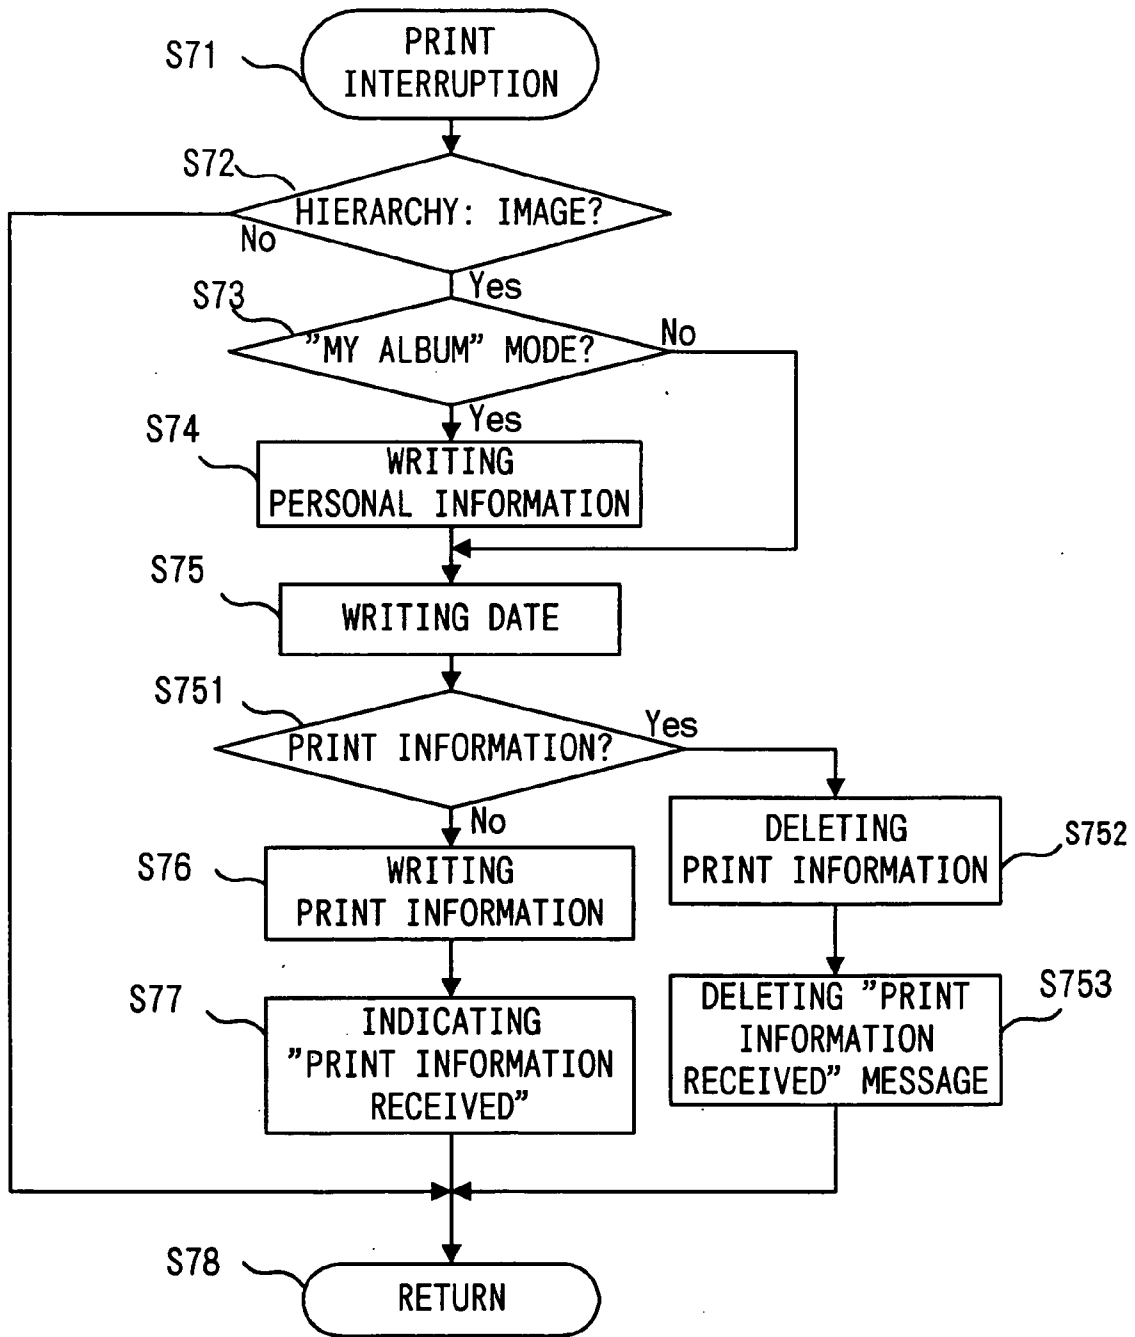 S71
PRINT
INTERRUPTION
S72
HIERARCHY: IMAGE?
No
Yes
S73
"MY ALBUM" MODE?
No
Yes
S74
WRITING
PERSONAL INFORMATION
S75
WRITING DATE
S751
PRINT INFORMATION?
Yes
No
S76
WRITING
PRINT INFORMATION
DELETING
PRINT INFORMATION
S752
S77
INDICATING
"PRINT INFORMATION
RECEIVED"
DELETING "PRINT
INFORMATION
RECEIVED" MESSAGE
S753
S78
RETURN